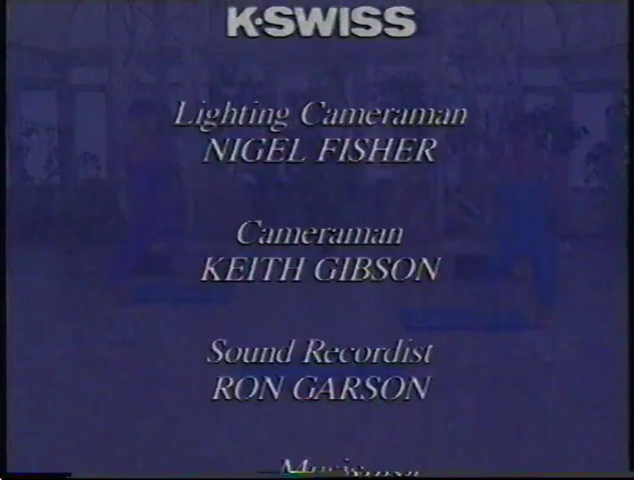 K·SWISS
Lighting Cameraman
NIGEL FISHER
Cameraman
KEITH GIBSON
Sound Recordist
RON GARSON